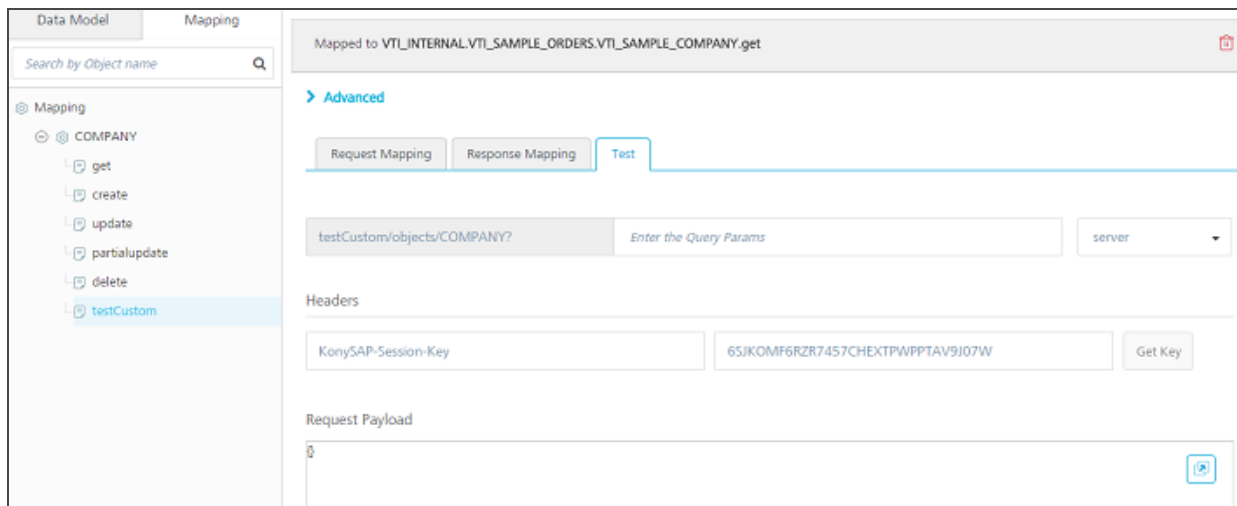 Data Model
Mapping
Search by Object name
Mapping
COMPANY
get
create
update
partialupdate
delete
testCustom
Mapped to VTI_INTERNAL.VTI_SAMPLE_ORDERS.VTI_SAMPLE_COMPANY.get
Advanced
Request Mapping
Response Mapping
Test
testCustom/objects/COMPANY?
Enter the Query Params
server
Headers
KonySAP-Session-Key
6SJKOMF6RZR7457CHEXTPWPPTAV9J07W
Get Key
Request Payload
{}